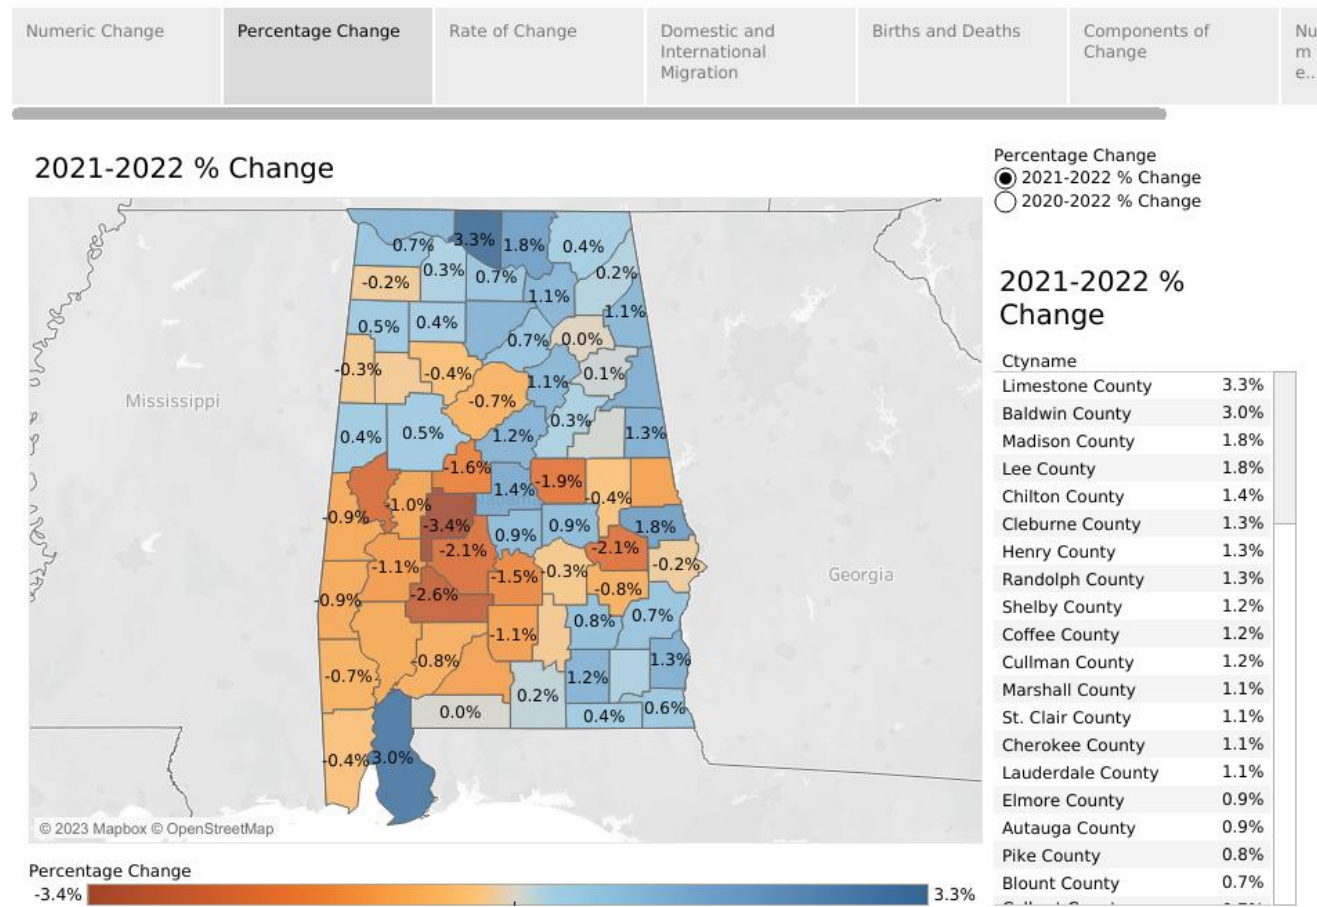 Numeric Change
Percentage Change
Rate of Change
Domestic and
International
Migration
Births and Deaths
Components of
Change
Nu
m
e..
2021-2022 % Change
Percentage Change
2021-2022 % Change
2020-2022 % Change
2021-2022 %
Change
Ctyname
Limestone County 3.3%
Baldwin County 3.0%
Madison County 1.8%
Lee County 1.8%
Chilton County 1.4%
Cleburne County 1.3%
Henry County 1.3%
Randolph County 1.3%
Shelby County 1.2%
Coffee County 1.2%
Cullman County 1.2%
Marshall County 1.1%
St. Clair County 1.1%
Cherokee County 1.1%
Lauderdale County 1.1%
Elmore County 0.9%
Autauga County 0.9%
Pike County 0.8%
Blount County 0.7%
0.7% 3.3% 1.8% 0.4%
-0.2% 0.3% 0.7% 0.2%
1.1%
0.5% 0.4% 1.1%
0.7% 0.0%
-0.3% -0.4% 1.1% 0.1%
Mississippi
-0.7%
0.4% 0.5% 1.2% 0.3% 1.3%
-1.6%
1.4% -1.9%
-0.9% -1.0% -0.4%
-3.4% 0.9% 0.9% 1.8%
-2.1% -2.1%
-1.1% -1.5% -0.3% -0.2%
Georgia
-0.9% -2.6% -0.8%
0.8% 0.7%
-1.1%
-0.7% -0.8% 1.2% 1.3%
0.2%
0.0% 0.4% 0.6%
-0.4% 3.0%
© 2023 Mapbox © OpenStreetMap
Percentage Change
-3.4% 3.3%